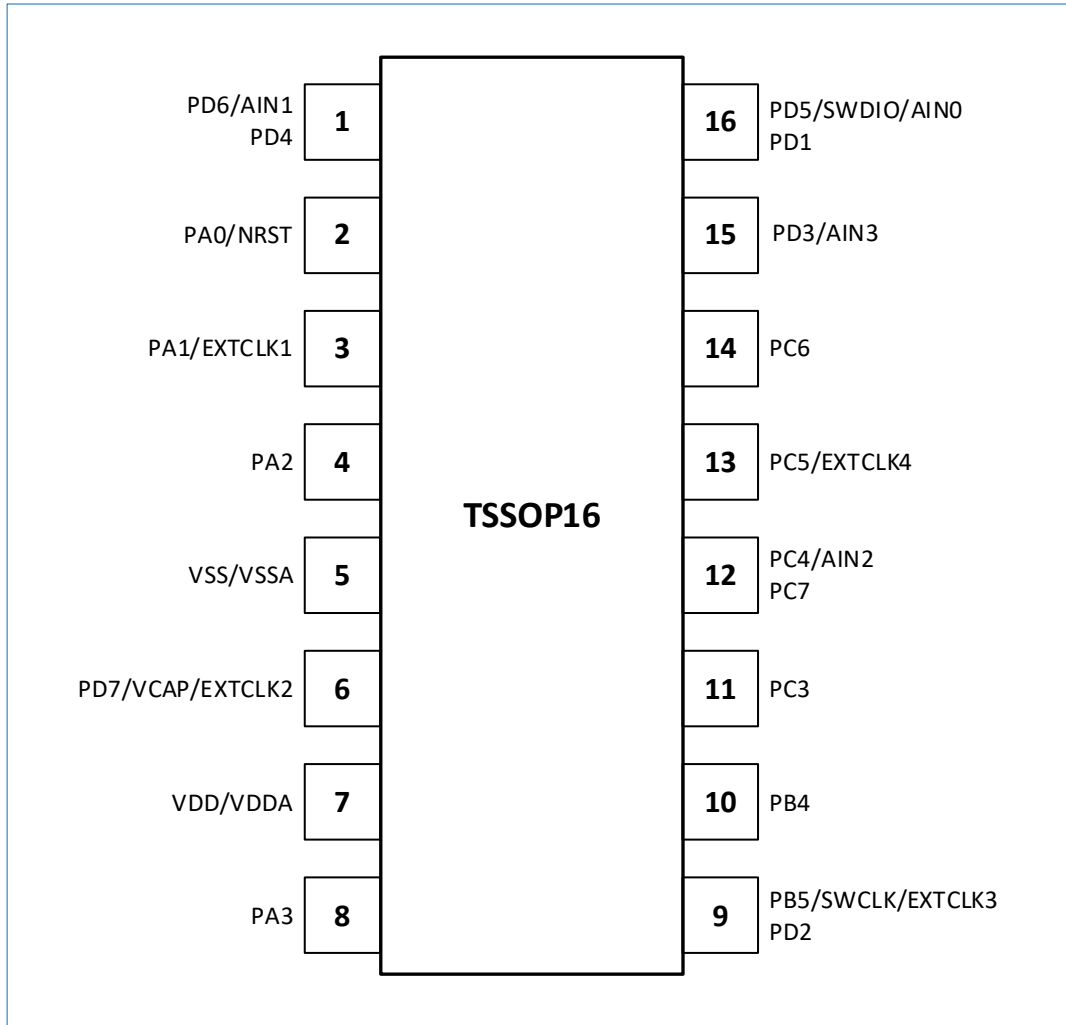 PD6/AIN1
PD4
1
PA0/NRST
2
PA1/EXTCLK1
3
PA2
4
VSS/VSSA
5
PD7/VCAP/EXTCLK2
6
VDD/VDDA
7
PA3
8
TSSOP16
16
PD5/SWDIO/AIN0
PD1
15
PD3/AIN3
14
PC6
13
PC5/EXTCLK4
12
PC4/AIN2
PC7
11
PC3
10
PB4
9
PB5/SWCLK/EXTCLK3
PD2